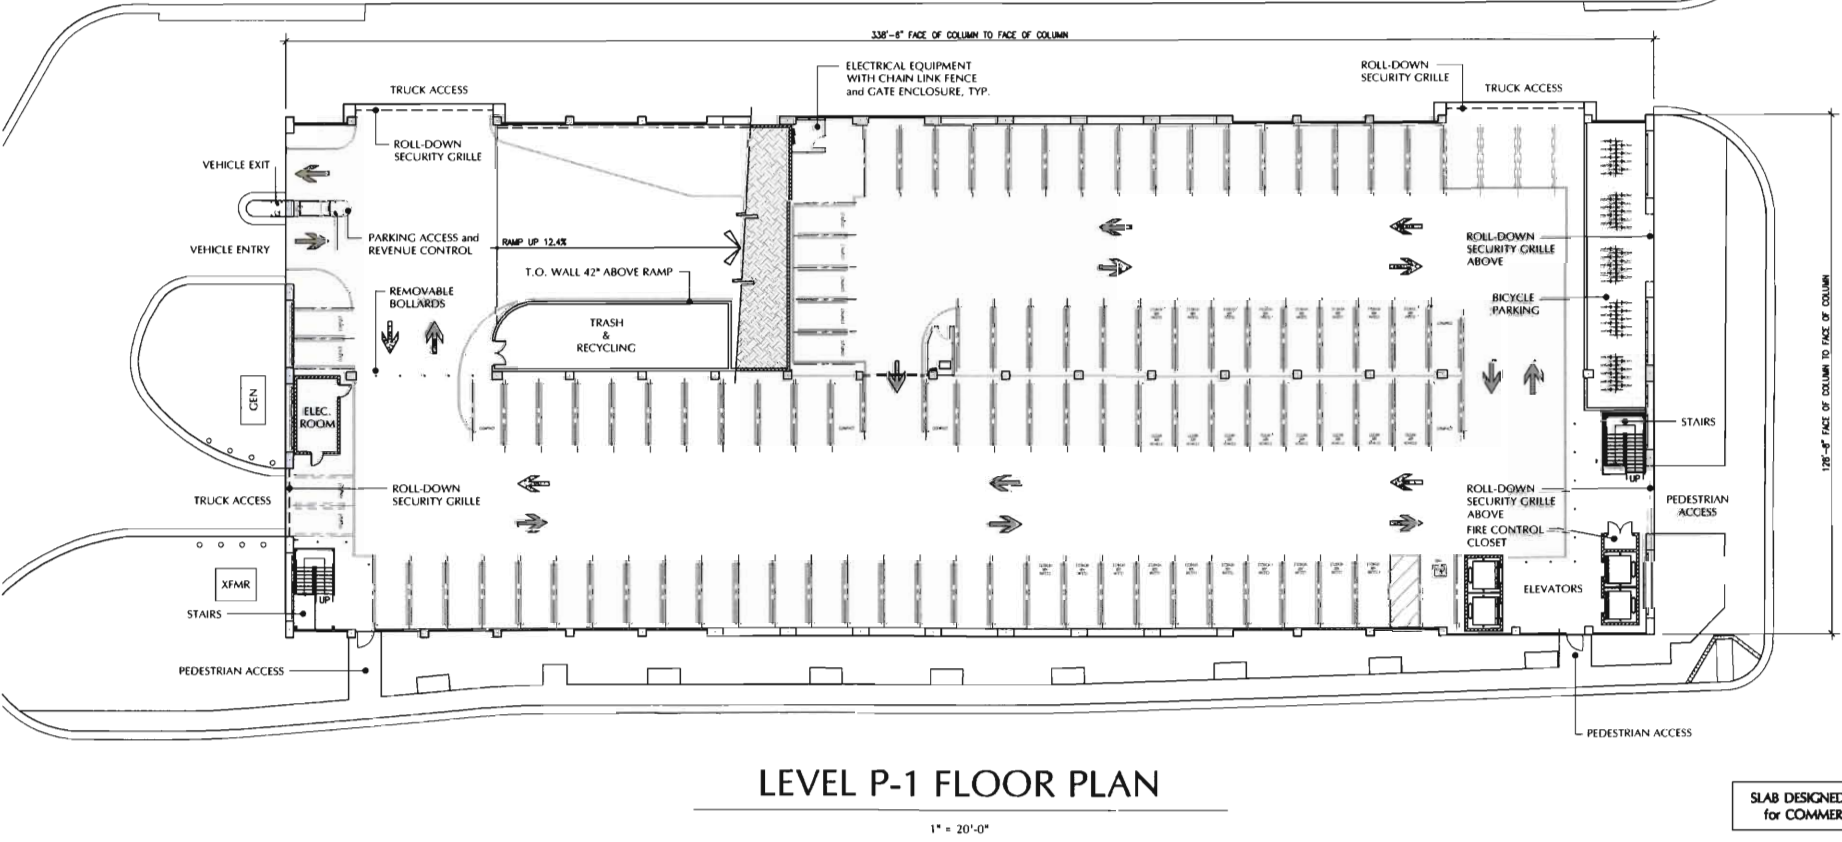 338'-6" FACE OF COLUMN TO FACE OF COLUMN
TRUCK ACCESS
ELECTRICAL EQUIPMENT
WITH CHAIN LINK FENCE
and GATE ENCLOSURE, TYP.
ROLL-DOWN
SECURITY GRILLE
TRUCK ACCESS
ROLL-DOWN
SECURITY GRILLE
VEHICLE EXIT
PARKING ACCESS and
REVENUE CONTROL
VEHICLE ENTRY
RAMP UP 12.4%
T.O. WALL 42" ABOVE RAMP
REMOVABLE
BOLLARDS
TRASH
&
RECYCLING
ROLL-DOWN
SECURITY GRILLE
ABOVE
BICYCLE
PARKING
128'-8" FACE OF COLUMN TO FACE OF COLUMN
GEN
ELEC.
ROOM
STAIRS
UP
TRUCK ACCESS
ROLL-DOWN
SECURITY GRILLE
ROLL-DOWN
SECURITY GRILLE
ABOVE
PEDESTRIAN
ACCESS
FIRE CONTROL
CLOSET
XFMR
UP
STAIRS
ELEVATORS
PEDESTRIAN ACCESS
PEDESTRIAN ACCESS
LEVEL P-1 FLOOR PLAN
1" = 20'-0"
SLAB DESIGNED
for COMMER